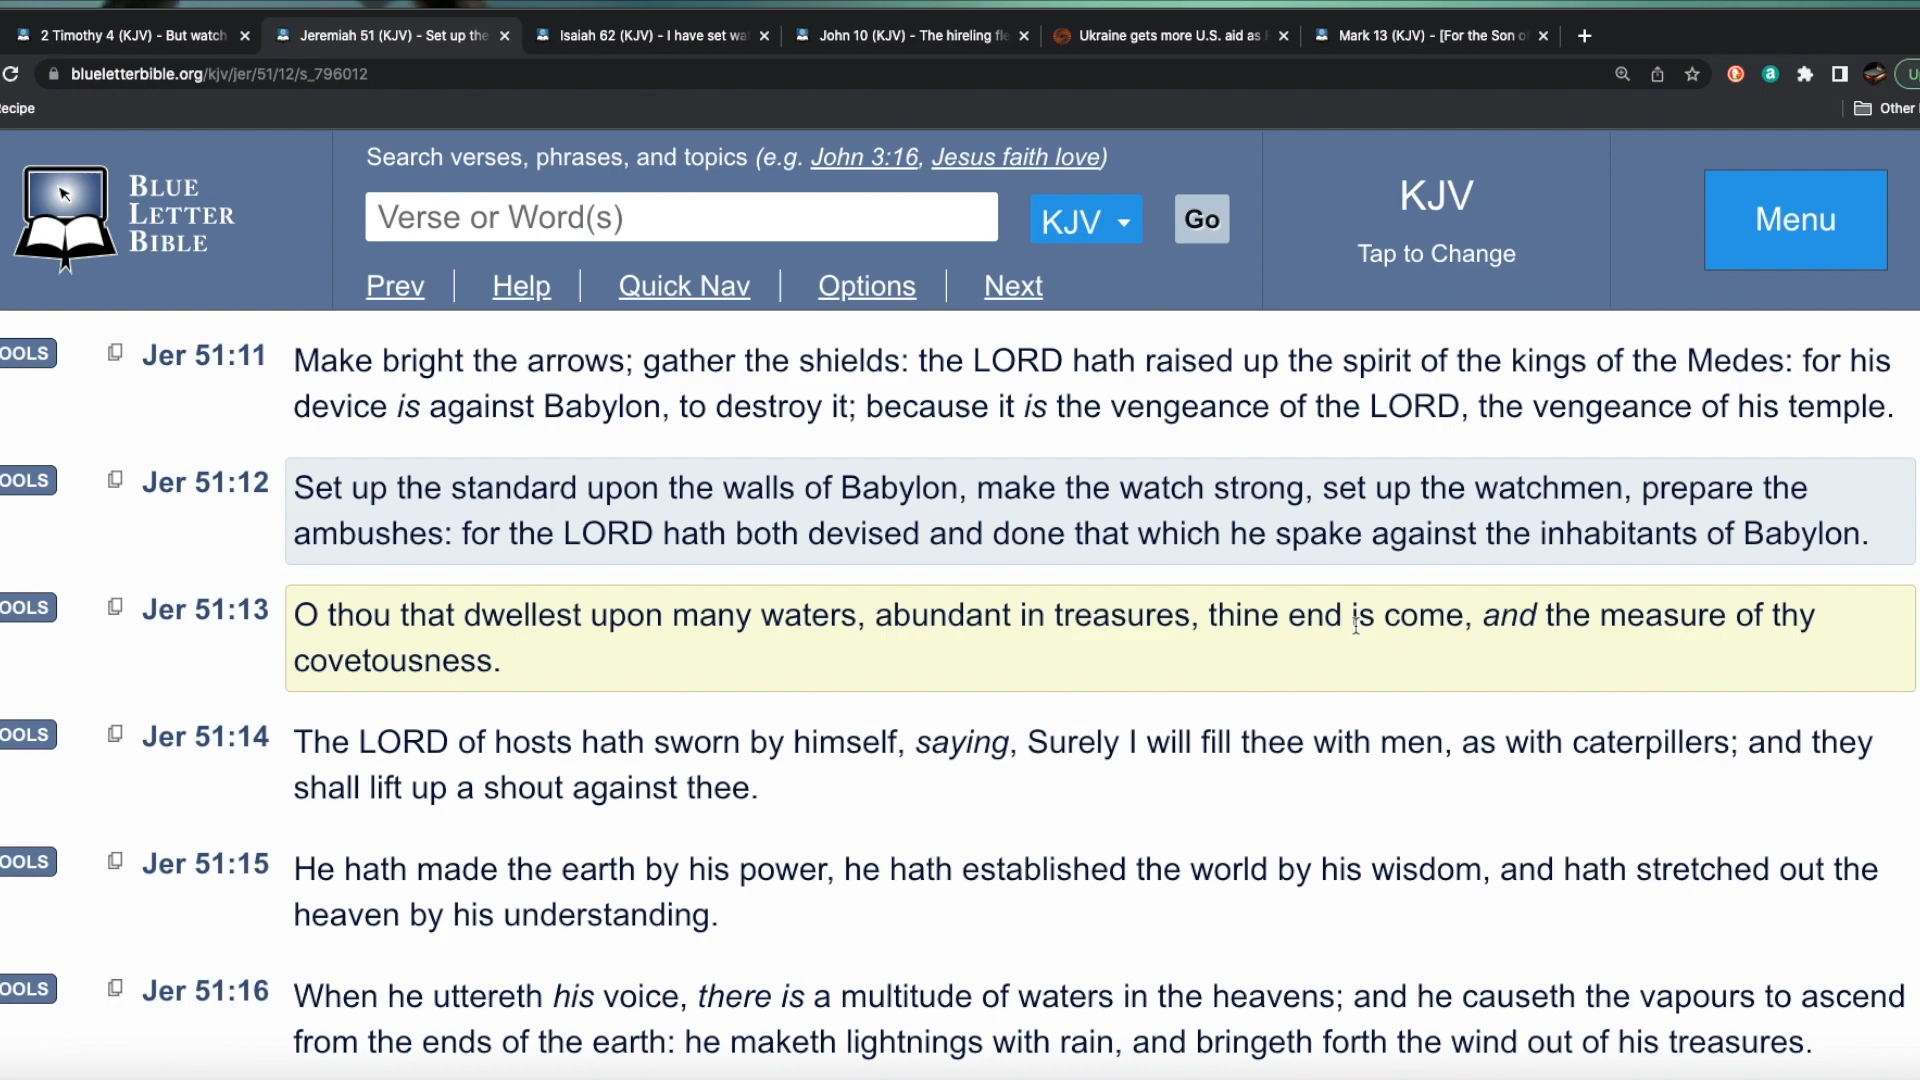 2 Timothy 4 (KJV) - But watch
Jeremiah 51 (KJV) - Set up the
Isaiah 62 (KJV) - I have set wa
John 10 (KJV) - The hireling fle
Ukraine gets more U.S. aid as
Mark 13 (KJV) - [For the Son o
blueletterbible.org/kjv/jer/51/12/s_796012
ecipe
Other
BLUE
LETTER
BIBLE
Search verses, phrases, and topics (e.g. John 3:16, Jesus faith love)
Verse or Word(s)
KJV
Go
Prev
Help
Quick Nav
Options
Next
KJV
Tap to Change
Menu
OOLS
Jer 51:11
Make bright the arrows; gather the shields: the LORD hath raised up the spirit of the kings of the Medes: for his
device is against Babylon, to destroy it; because it is the vengeance of the LORD, the vengeance of his temple.
OOLS
Jer 51:12
Set up the standard upon the walls of Babylon, make the watch strong, set up the watchmen, prepare the
ambushes: for the LORD hath both devised and done that which he spake against the inhabitants of Babylon.
OOLS
Jer 51:13
O thou that dwellest upon many waters, abundant in treasures, thine end is come, and the measure of thy
covetousness.
OOLS
Jer 51:14
The LORD of hosts hath sworn by himself, saying, Surely I will fill thee with men, as with caterpillers; and they
shall lift up a shout against thee.
OOLS
Jer 51:15
He hath made the earth by his power, he hath established the world by his wisdom, and hath stretched out the
heaven by his understanding.
OOLS
Jer 51:16
When he uttereth his voice, there is a multitude of waters in the heavens; and he causeth the vapours to ascend
from the ends of the earth: he maketh lightnings with rain, and bringeth forth the wind out of his treasures.